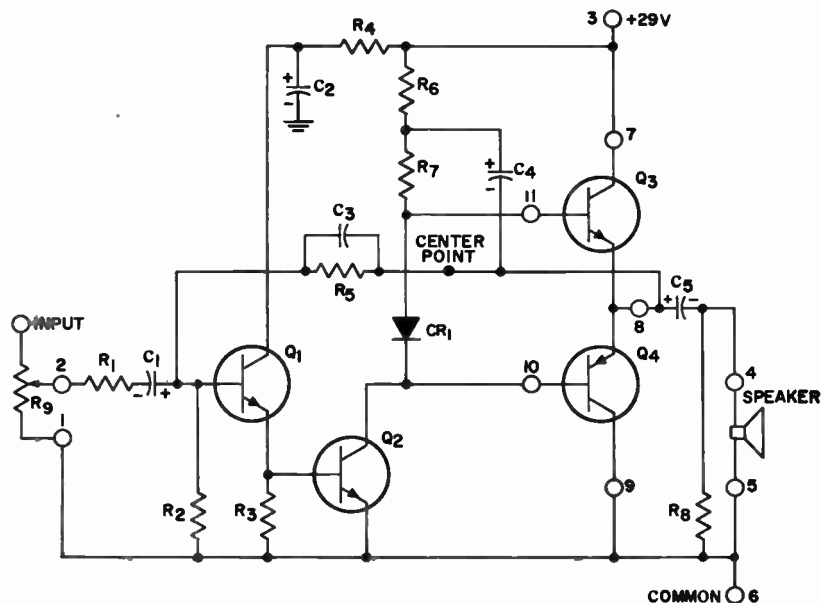 3 +29V
R4
C2
+
-
R6
7
R7
+
C4
-
Q3
11
C3
CENTER
POINT
R5
C5
+ -
8
INPUT
CR1
Q1
Q4
2
R1
C1
- +
10
4
SPEAKER
R9
1
Q2
9
5
R2
R3
R8
COMMON 6